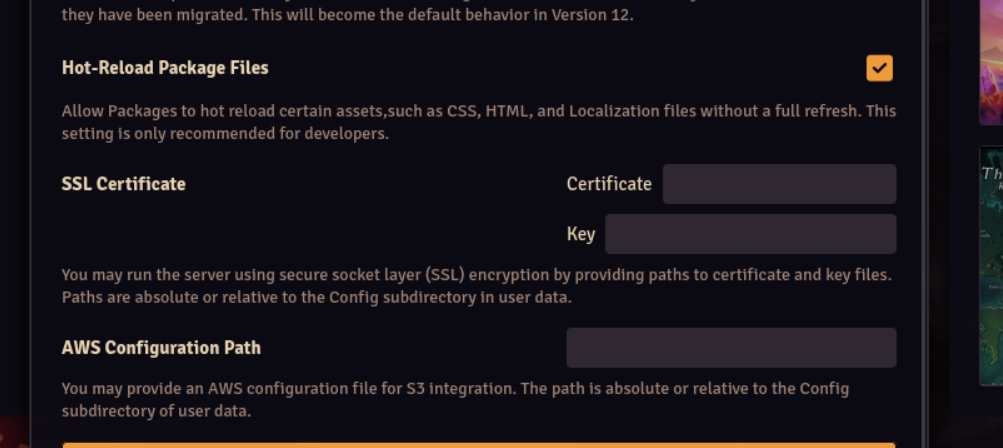 they have been migrated. This will become the default behavior in Version 12.
Hot-Reload Package Files
Allow Packages to hot reload certain assets,such as CSS, HTML, and Localization files without a full refresh. This
setting is only recommended for developers.
SSL Certificate
Certificate
Key
You may run the server using secure socket layer (SSL) encryption by providing paths to certificate and key files.
Paths are absolute or relative to the Config subdirectory in user data.
AWS Configuration Path
You may provide an AWS configuration file for S3 integration. The path is absolute or relative to the Config
subdirectory of user data.
Th